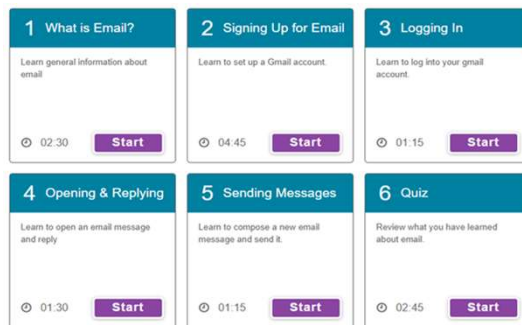 1 What is Email?
Learn general information about
email
02:30 Start
2 Signing Up for Email
Learn to set up a Gmail account.
04:45 Start
3 Logging In
Learn to log into your gmail
account.
01:15 Start
4 Opening & Replying
Learn to open an email message
and reply
01:30 Start
5 Sending Messages
Learn to compose a new email
message and send it.
01:15 Start
6 Quiz
Review what you have learned
about email.
02:45 Start